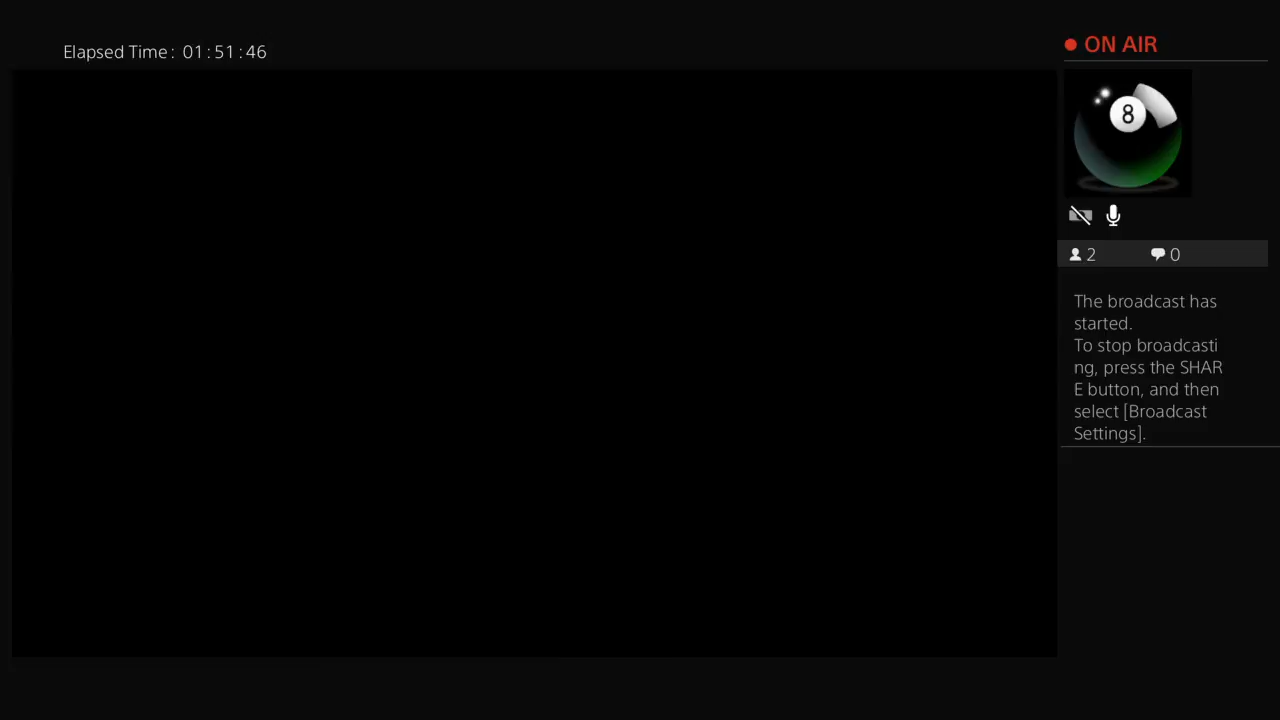 Elapsed Time: 01:51:46
ON AIR
8
2 0
The broadcast has
started.
To stop broadcasti
ng, press the SHAR
E button, and then
select [Broadcast
Settings].